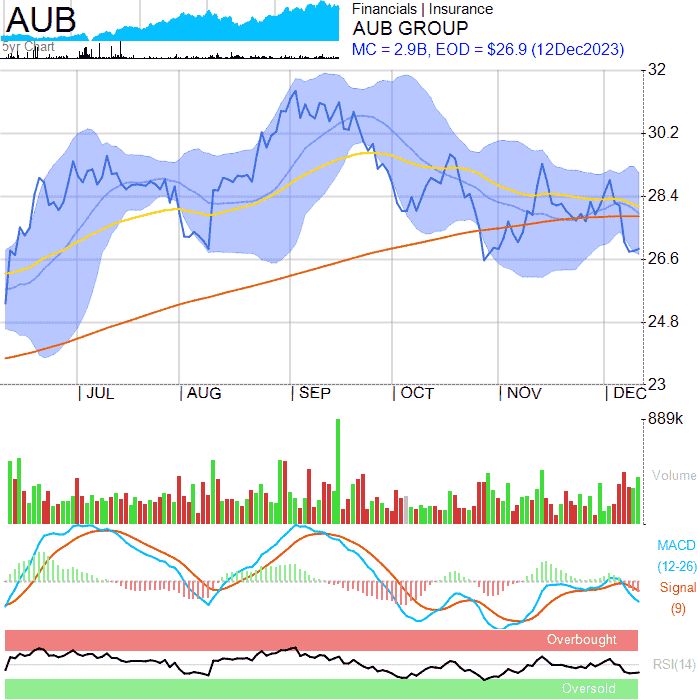 AUB
5yr Chart
Financials | Insurance
AUB GROUP
MC = 2.9B, EOD = $26.9 (12Dec2023)
32
30.2
28.4
26.6
24.8
23
| JUL | AUG | SEP | OCT | NOV | DEC
889k
Volume
MACD
(12-26)
Signal
(9)
Overbought
RSI(14)
Oversold